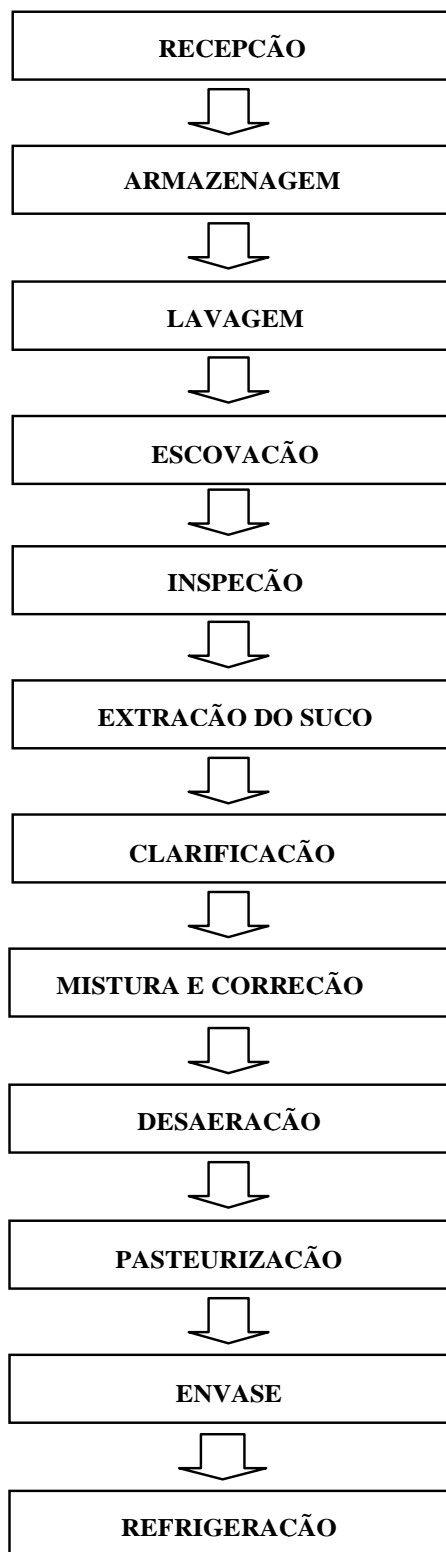 RECEPCÃO
ARMAZENAGEM
LAVAGEM
ESCOVACÃO
INSPECÃO
EXTRACÃO DO SUCO
CLARIFICACÃO
MISTURA E CORRECÃO
DESAERACÃO
PASTEURIZACÃO
ENVASE
REFRIGERACÃO